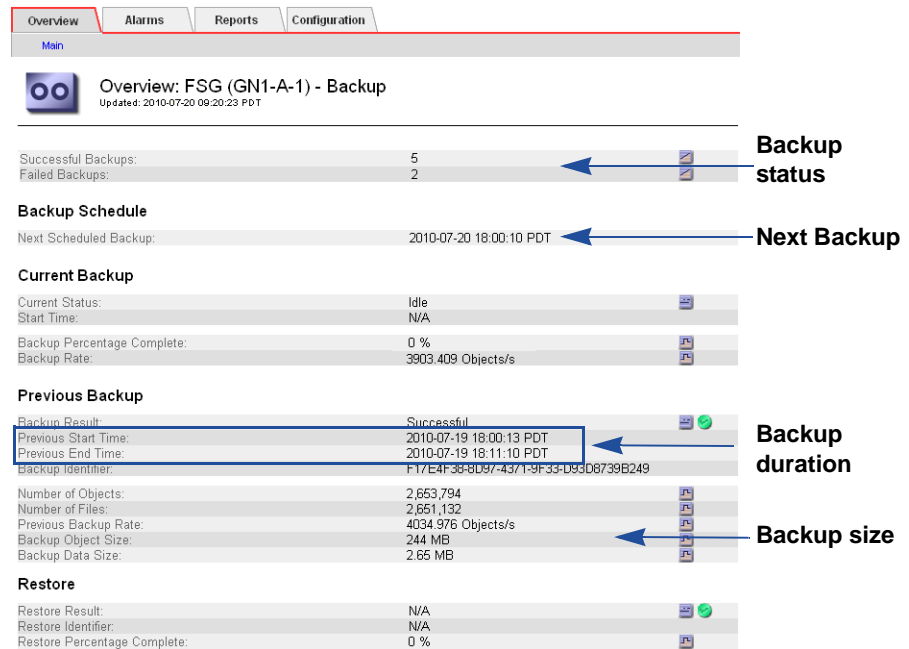 Overview Alarms Reports Configuration
Main
Overview: FSG (GN1-A-1) - Backup
Updated: 2010-07-20 09:20:23 PDT
Successful Backups: 5
Failed Backups: 2
Backup status
Backup Schedule
Next Scheduled Backup: 2010-07-20 18:00:10 PDT
Next Backup
Current Backup
Current Status: Idle
Start Time: N/A
Backup Percentage Complete: 0 %
Backup Rate: 3903.409 Objects/s
Previous Backup
Backup Result: Successful
Previous Start Time: 2010-07-19 18:00:13 PDT
Previous End Time: 2010-07-19 18:11:10 PDT
Backup Identifier: F17E4F38-8D97-4371-9F33-D93D8739B249
Backup duration
Number of Objects: 2,653,794
Number of Files: 2,651,132
Previous Backup Rate: 4034.976 Objects/s
Backup Object Size: 244 MB
Backup Data Size: 2.65 MB
Backup size
Restore
Restore Result: N/A
Restore Identifier: N/A
Restore Percentage Complete: 0 %